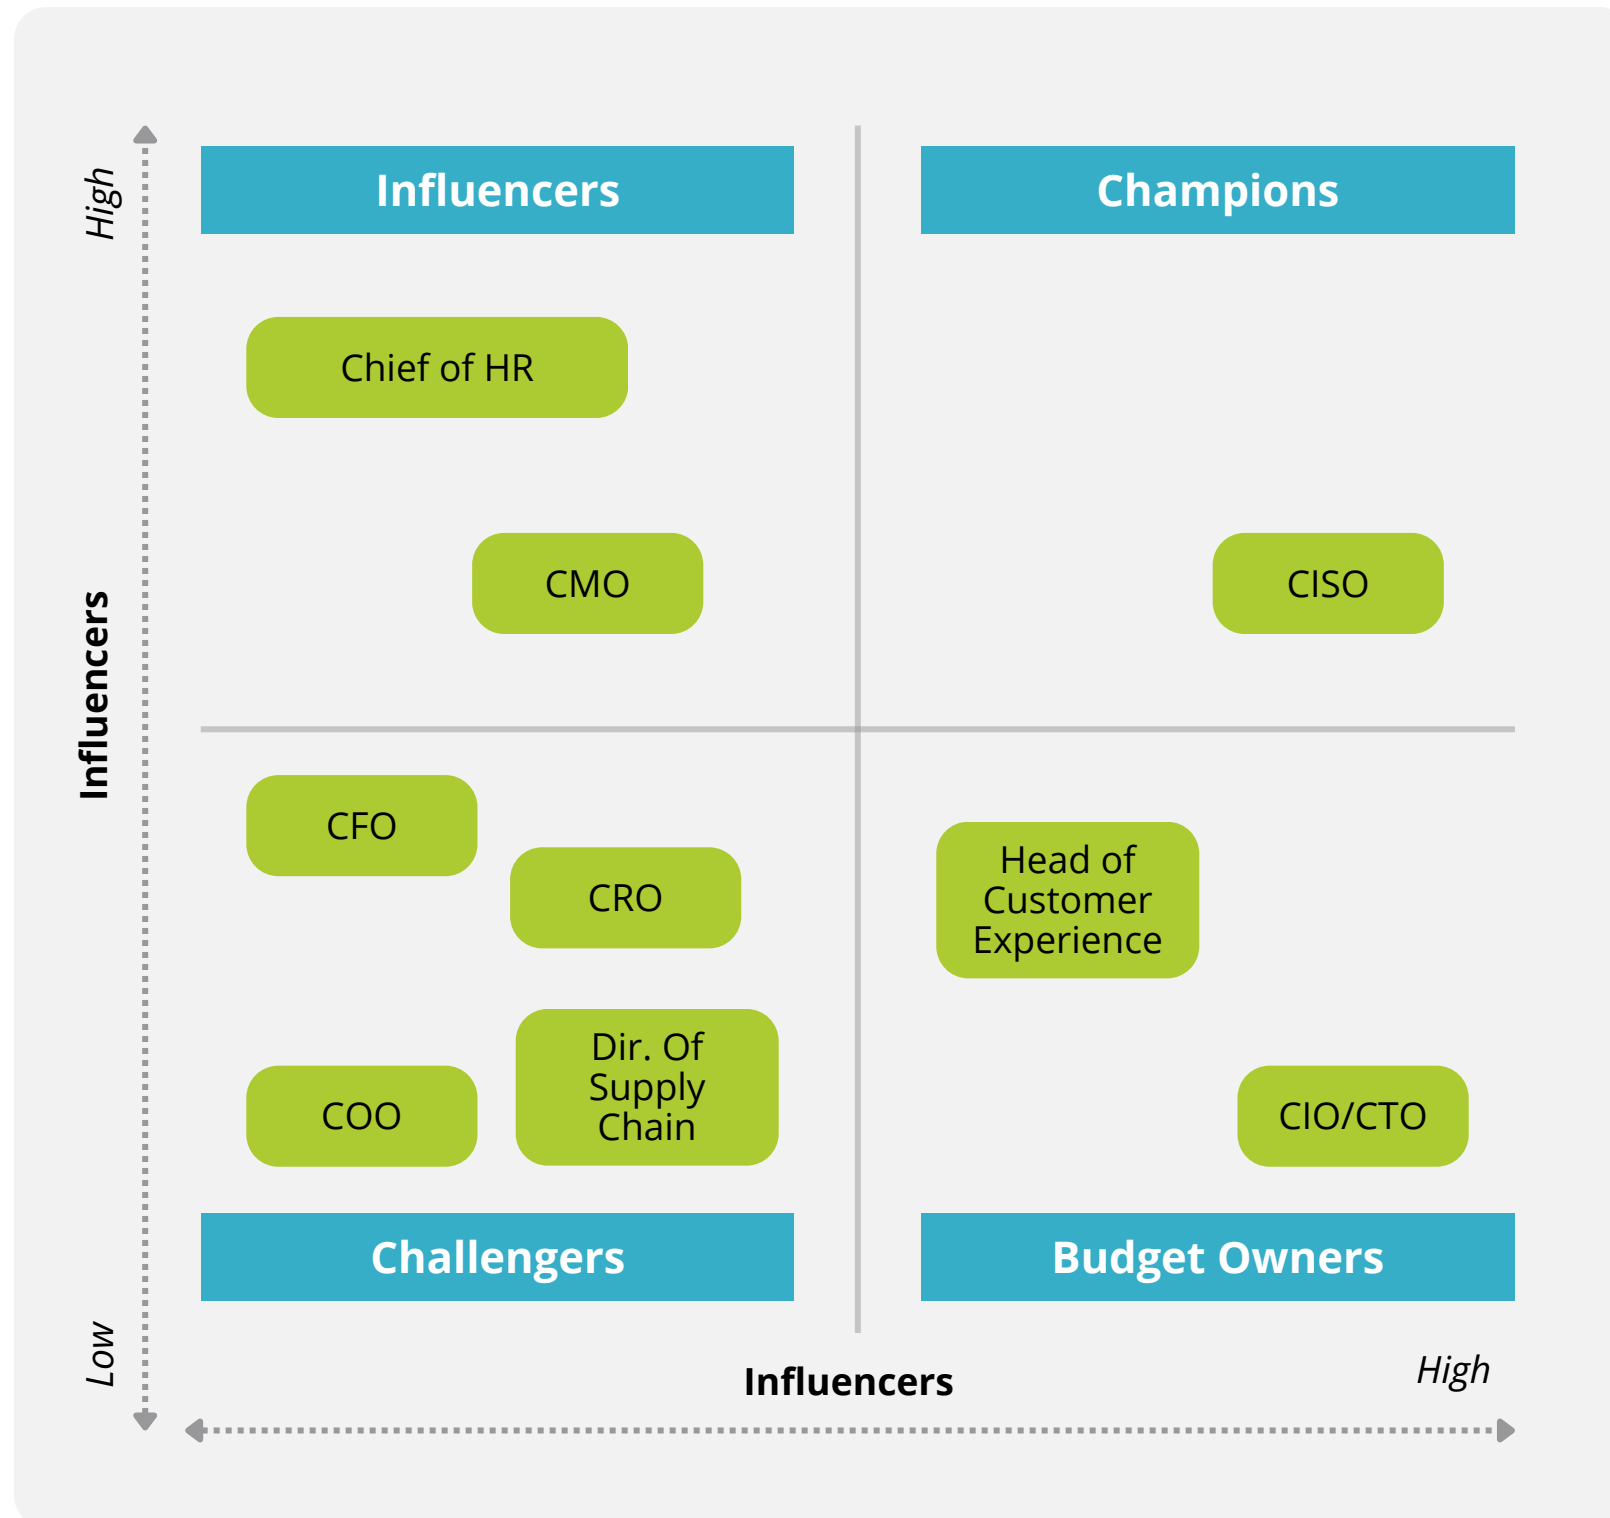 High
Influencers
Champions
Chief of HR
CMO
CISO
Influencers
CFO
CRO
Head of
Customer
Experience
COO
Dir. Of
Supply
Chain
CIO/CTO
Challengers
Budget Owners
Low
Influencers
High